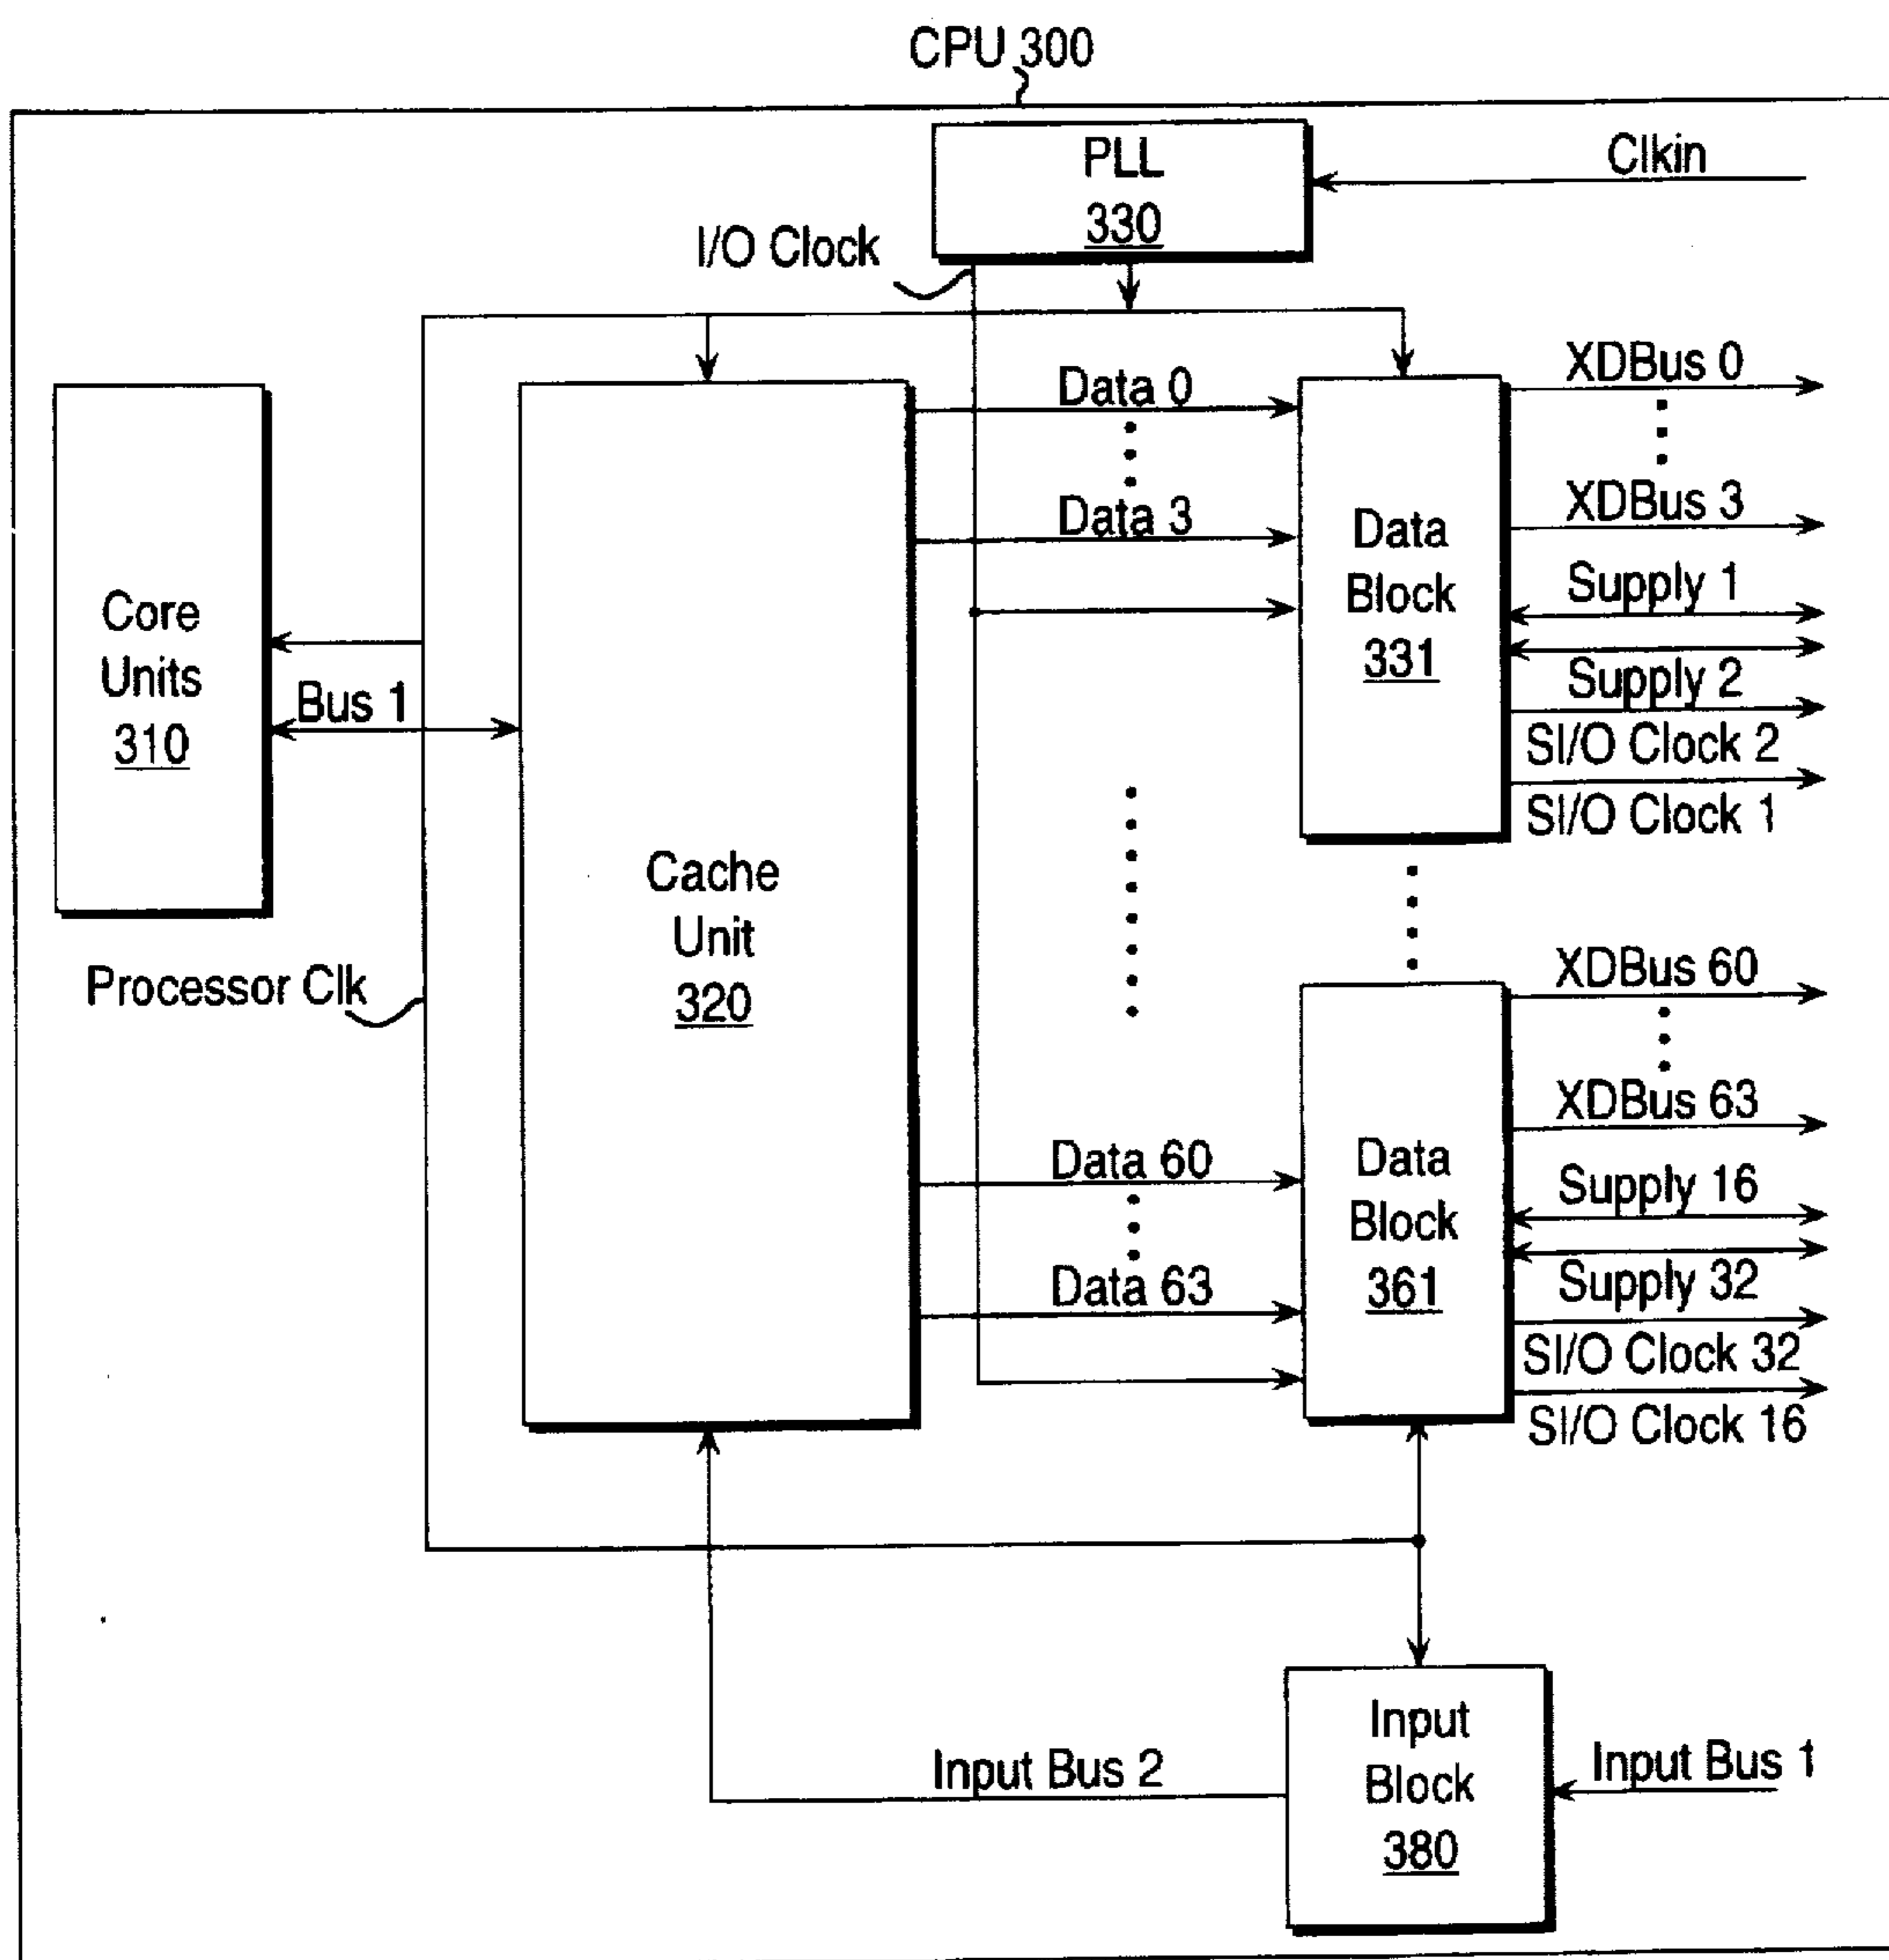 CPU 300
PLL
330
Clkin
I/O Clock
Core
Units
310
Bus 1
Processor Clk
Cache
Unit
320
Data 0
Data 3
Data
Block
331
XDBus 0
XDBus 3
Supply 1
Supply 2
SI/O Clock 2
SI/O Clock 1
Data 60
Data 63
Data
Block
361
XDBus 60
XDBus 63
Supply 16
Supply 32
SI/O Clock 32
SI/O Clock 16
Input Bus 2
Input
Block
380
Input Bus 1